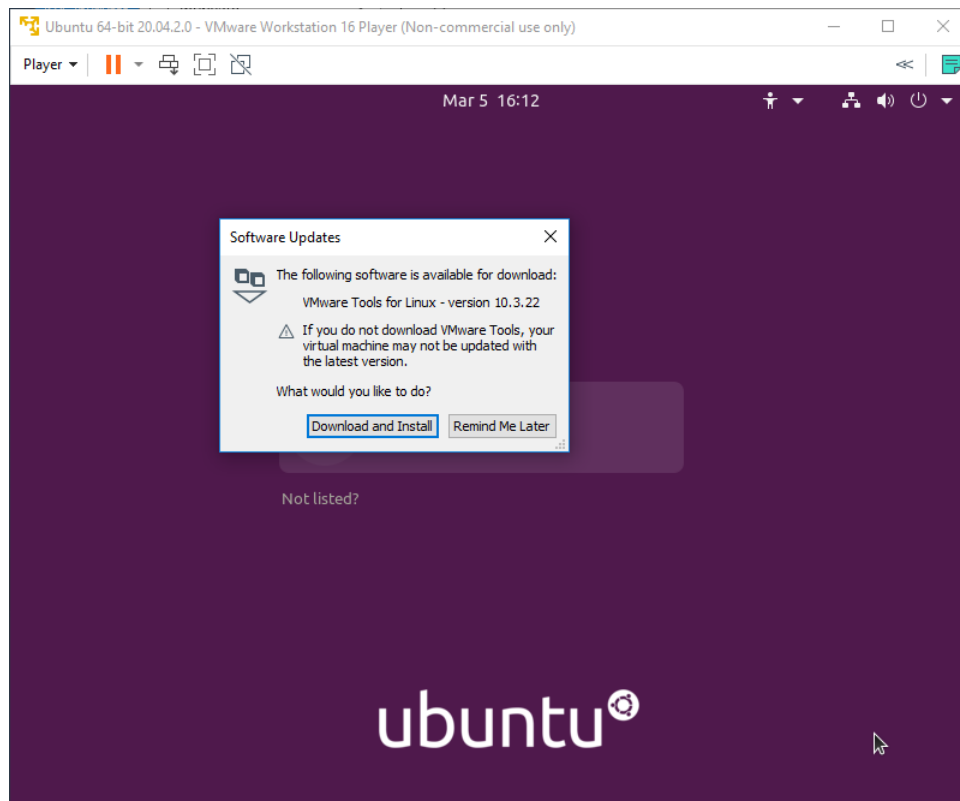 Ubuntu 64-bit 20.04.2.0 - VMware Workstation 16 Player (Non-commercial use only)
Player
Mar 5 16:12
Software Updates
The following software is available for download:
VMware Tools for Linux - version 10.3.22
If you do not download VMware Tools, your
virtual machine may not be updated with
the latest version.
What would you like to do?
Download and Install Remind Me Later
Not listed?
ubuntu